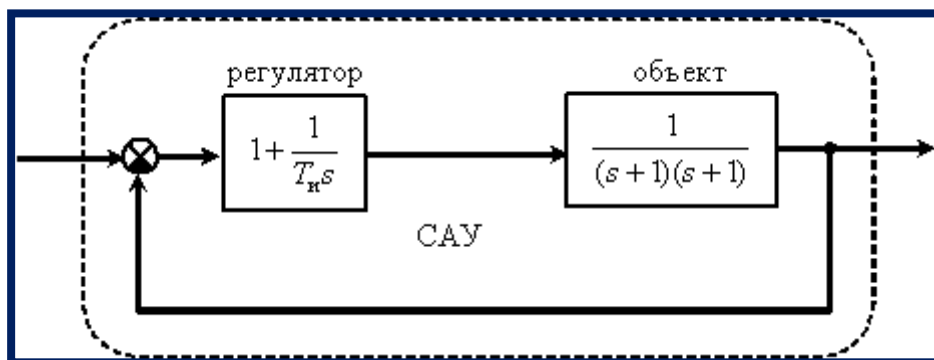 регулятор
объект
1+ 1/(Tиs)
1/((s+1)(s+1))
САУ